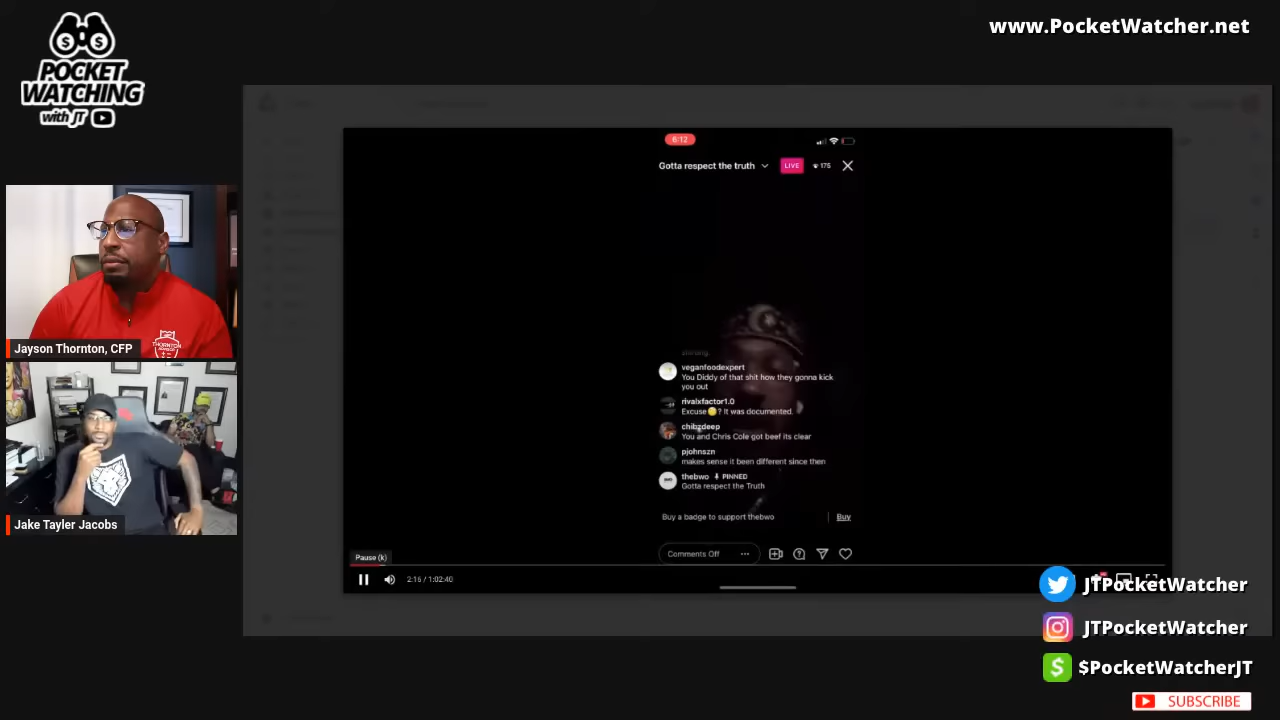 www.PocketWatcher.net
POCKET
WATCHING
with JT
6:12
Gotta respect the truth
LIVE
175
veganfoodexpert
You Diddy of that shit how they gonna kick
you out
rivalxfactor1.0
Excuse🙄? It was documented.
chibzdeep
You and Chris Cole got beef its clear
pjohnszn
makes sense it been different since then
thebwo PINNED
Gotta respect the Truth
Buy a badge to support thebwo
Buy
Comments Off
Pause (k)
2:16 / 1:02:40
Jayson Thornton, CFP
THORNTON
Jake Tayler Jacobs
JTPocketWatcher
JTPocketWatcher
$PocketWatcherJT
SUBSCRIBE